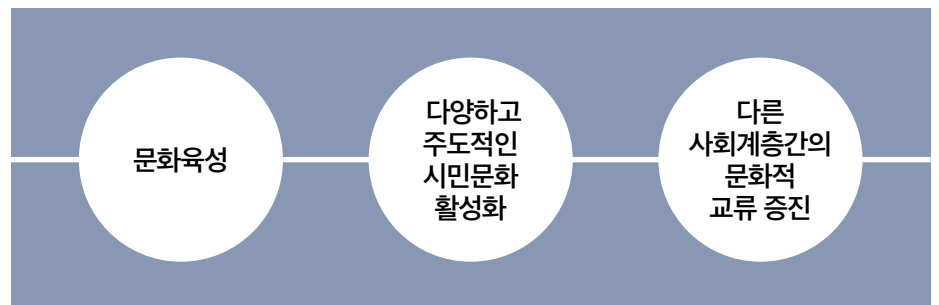 문화육성
다양하고
주도적인
시민문화
활성화
다른
사회계층간의
문화적
교류 증진